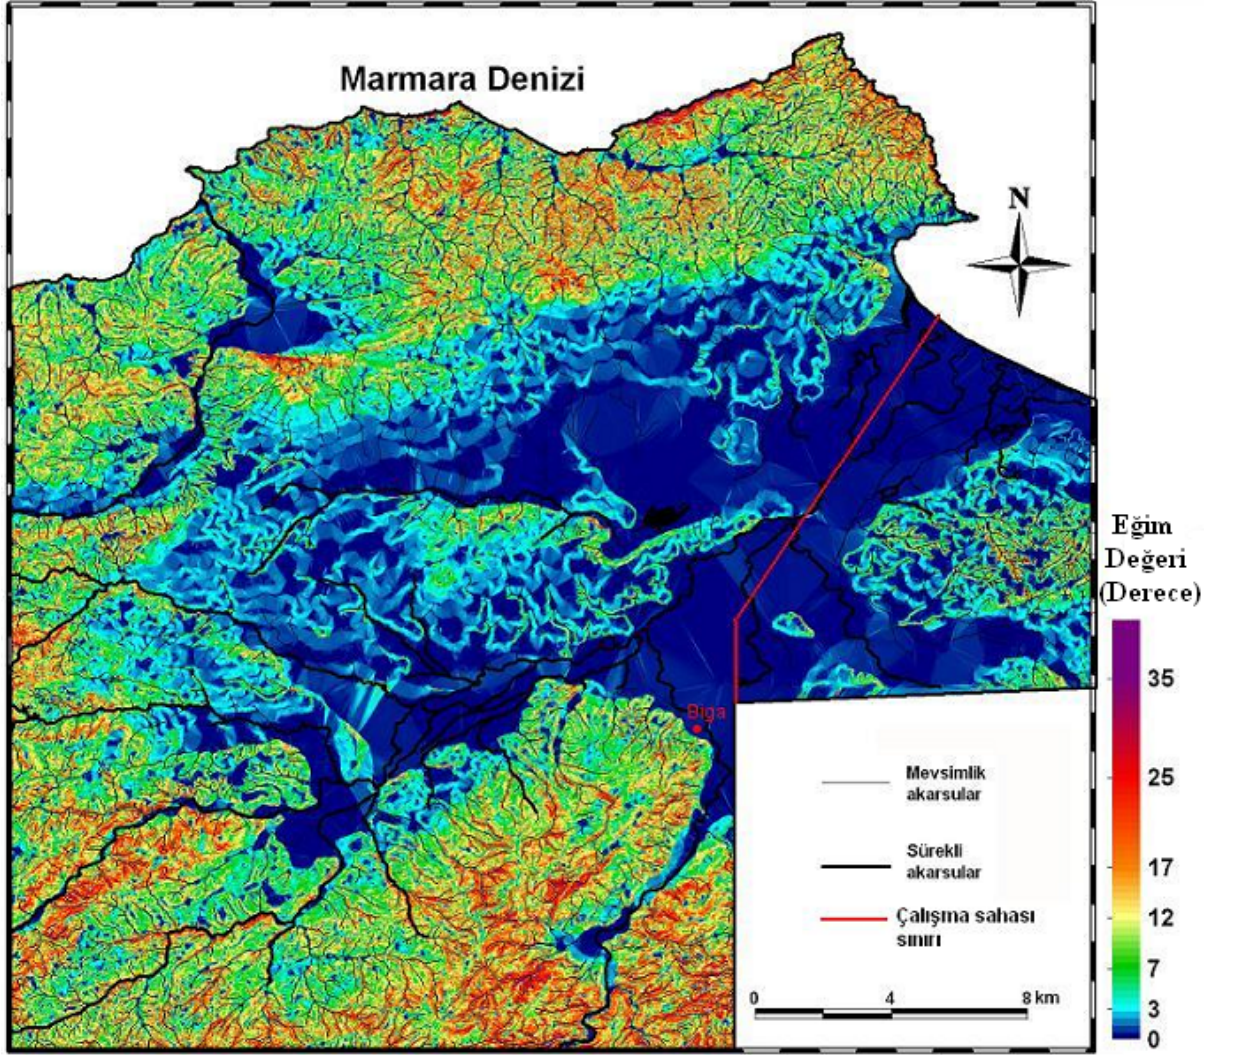 Marmara Denizi
N
Eğim
Değeri
(Derece)
35
25
17
12
7
3
0
Biga
Mevsimlik
akarsular
Sürekli
akarsular
Çalışma sahası
sınırı
0 4 8 km